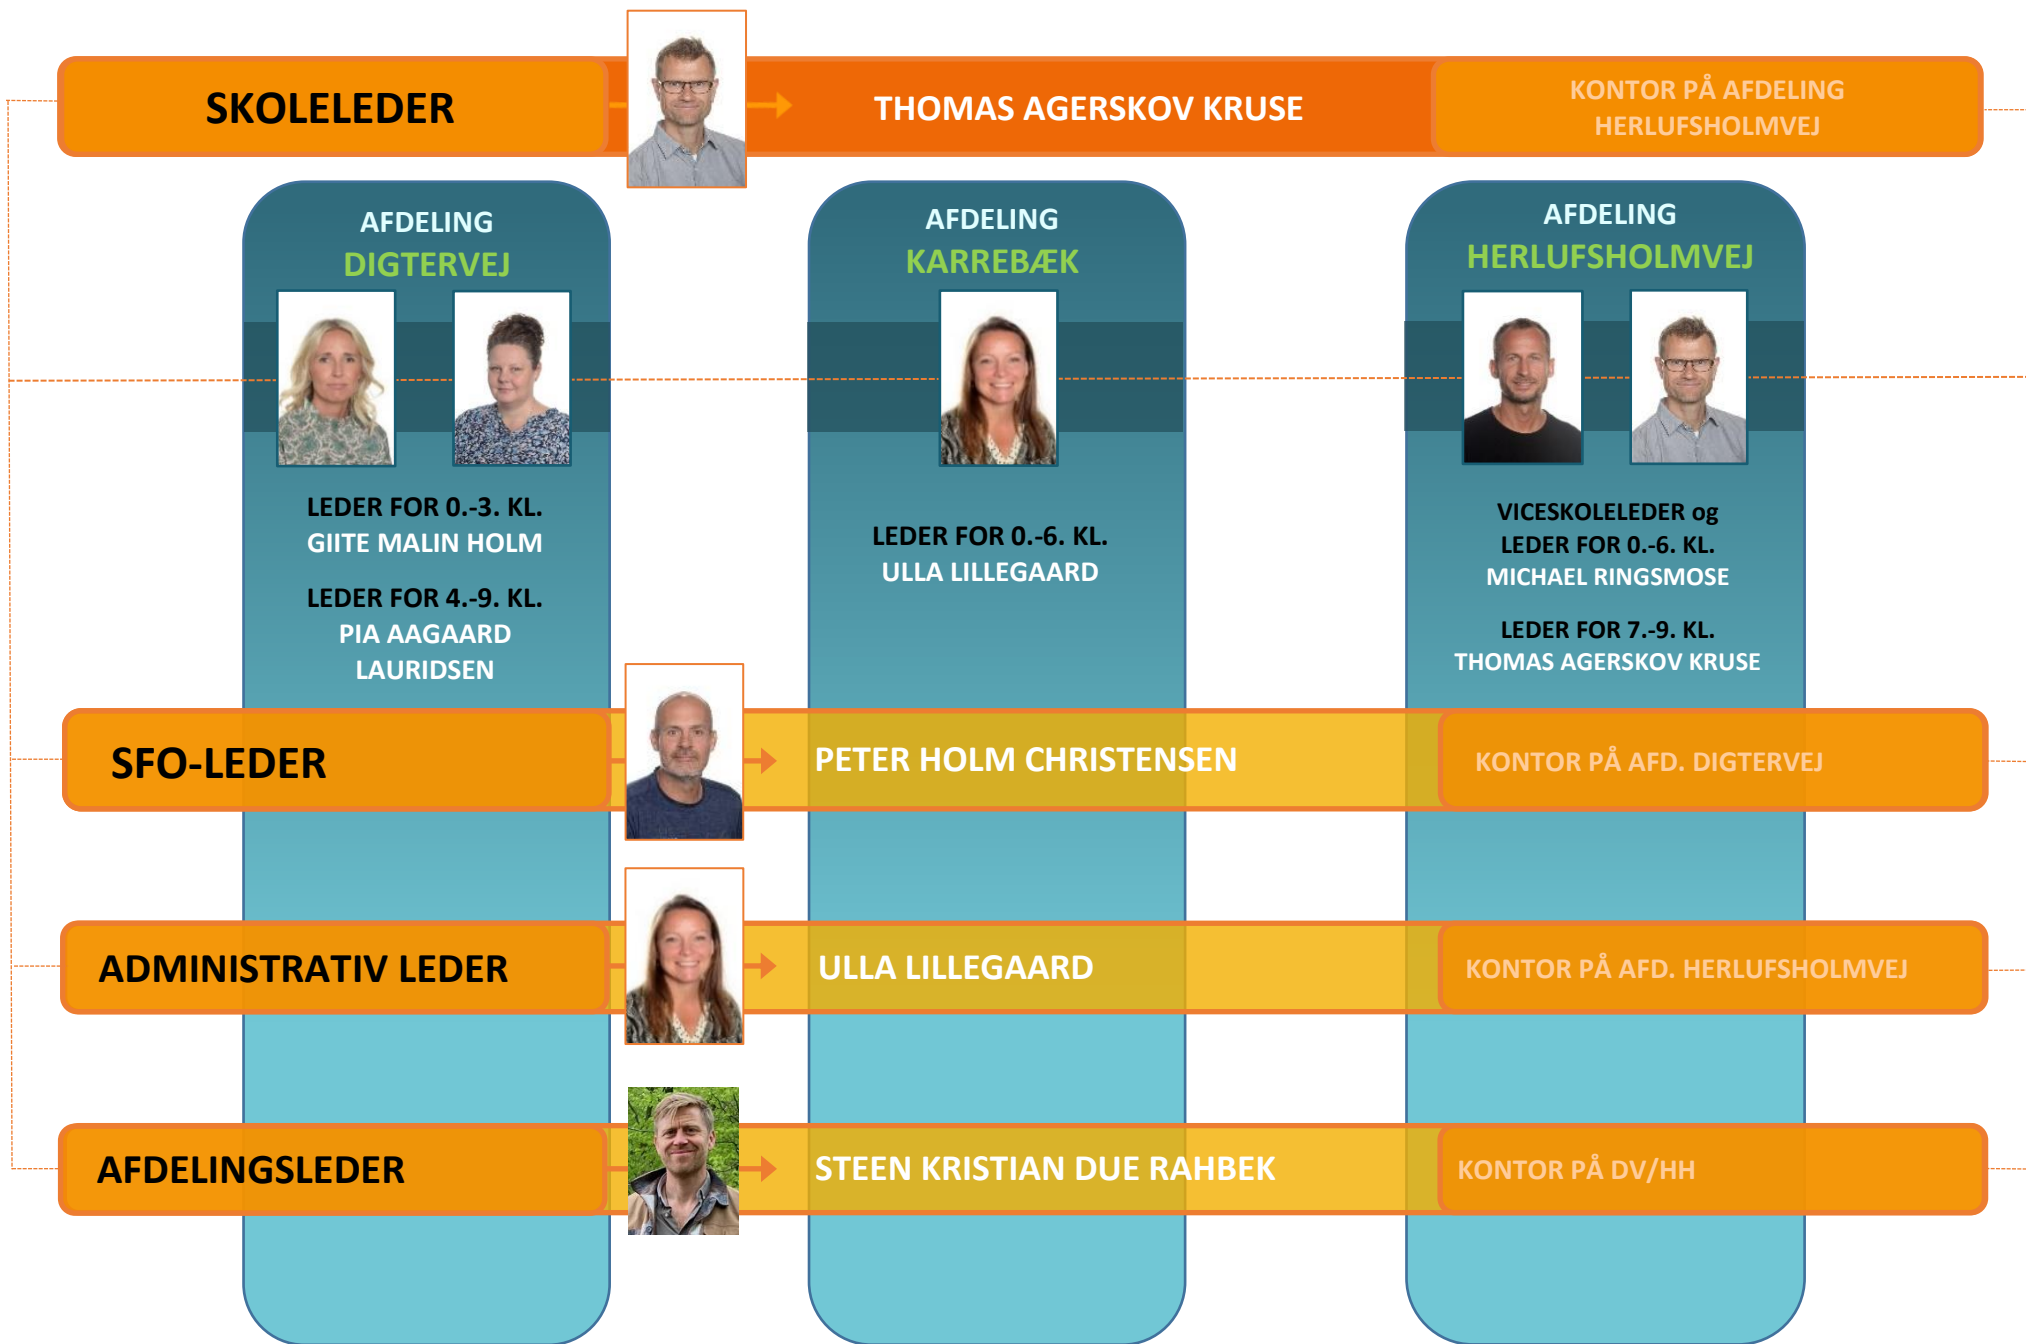 SKOLELEDER
THOMAS AGERSKOV KRUSE
KONTOR PÅ AFDELING
HERLUFSHOLMVEJ
AFDELING
DIGTERVEJ
LEDER FOR 0.-3. KL.
GIITE MALIN HOLM
LEDER FOR 4.-9. KL.
PIA AAGAARD
LAURIDSEN
AFDELING
KARREBÆK
LEDER FOR 0.-6. KL.
ULLA LILLEGAARD
AFDELING
HERLUFSHOLMVEJ
VICESKOLELEDER og
LEDER FOR 0.-6. KL.
MICHAEL RINGSMOSE
LEDER FOR 7.-9. KL.
THOMAS AGERSKOV KRUSE
SFO-LEDER
PETER HOLM CHRISTENSEN
KONTOR PÅ AFD. DIGTERVEJ
ADMINISTRATIV LEDER
ULLA LILLEGAARD
KONTOR PÅ AFD. HERLUFSHOLMVEJ
AFDELINGSLEDER
STEEN KRISTIAN DUE RAHBEK
KONTOR PÅ DV/HH